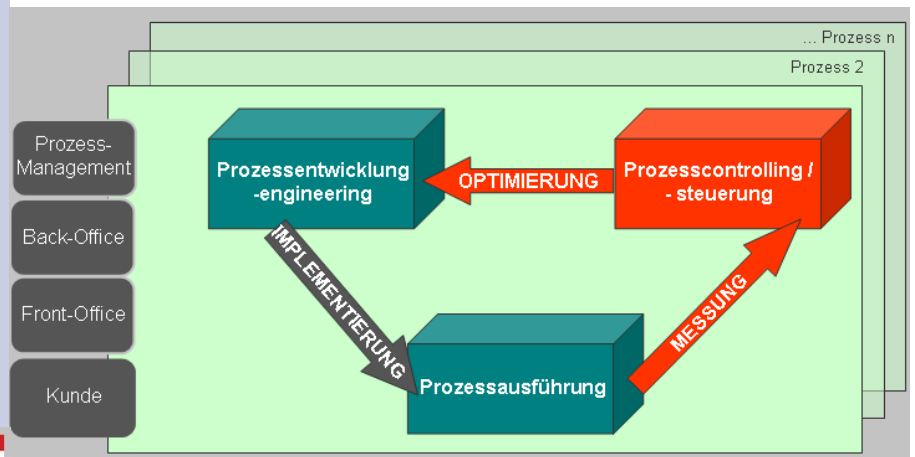 ... Prozess n
Prozess 2
Prozess-
Management
Back-Office
Front-Office
Kunde
Prozessentwicklung
-engineering
OPTIMIERUNG
Prozesscontrolling /
- steuerung
IMPLEMENTIERUNG
MESSUNG
Prozessausführung